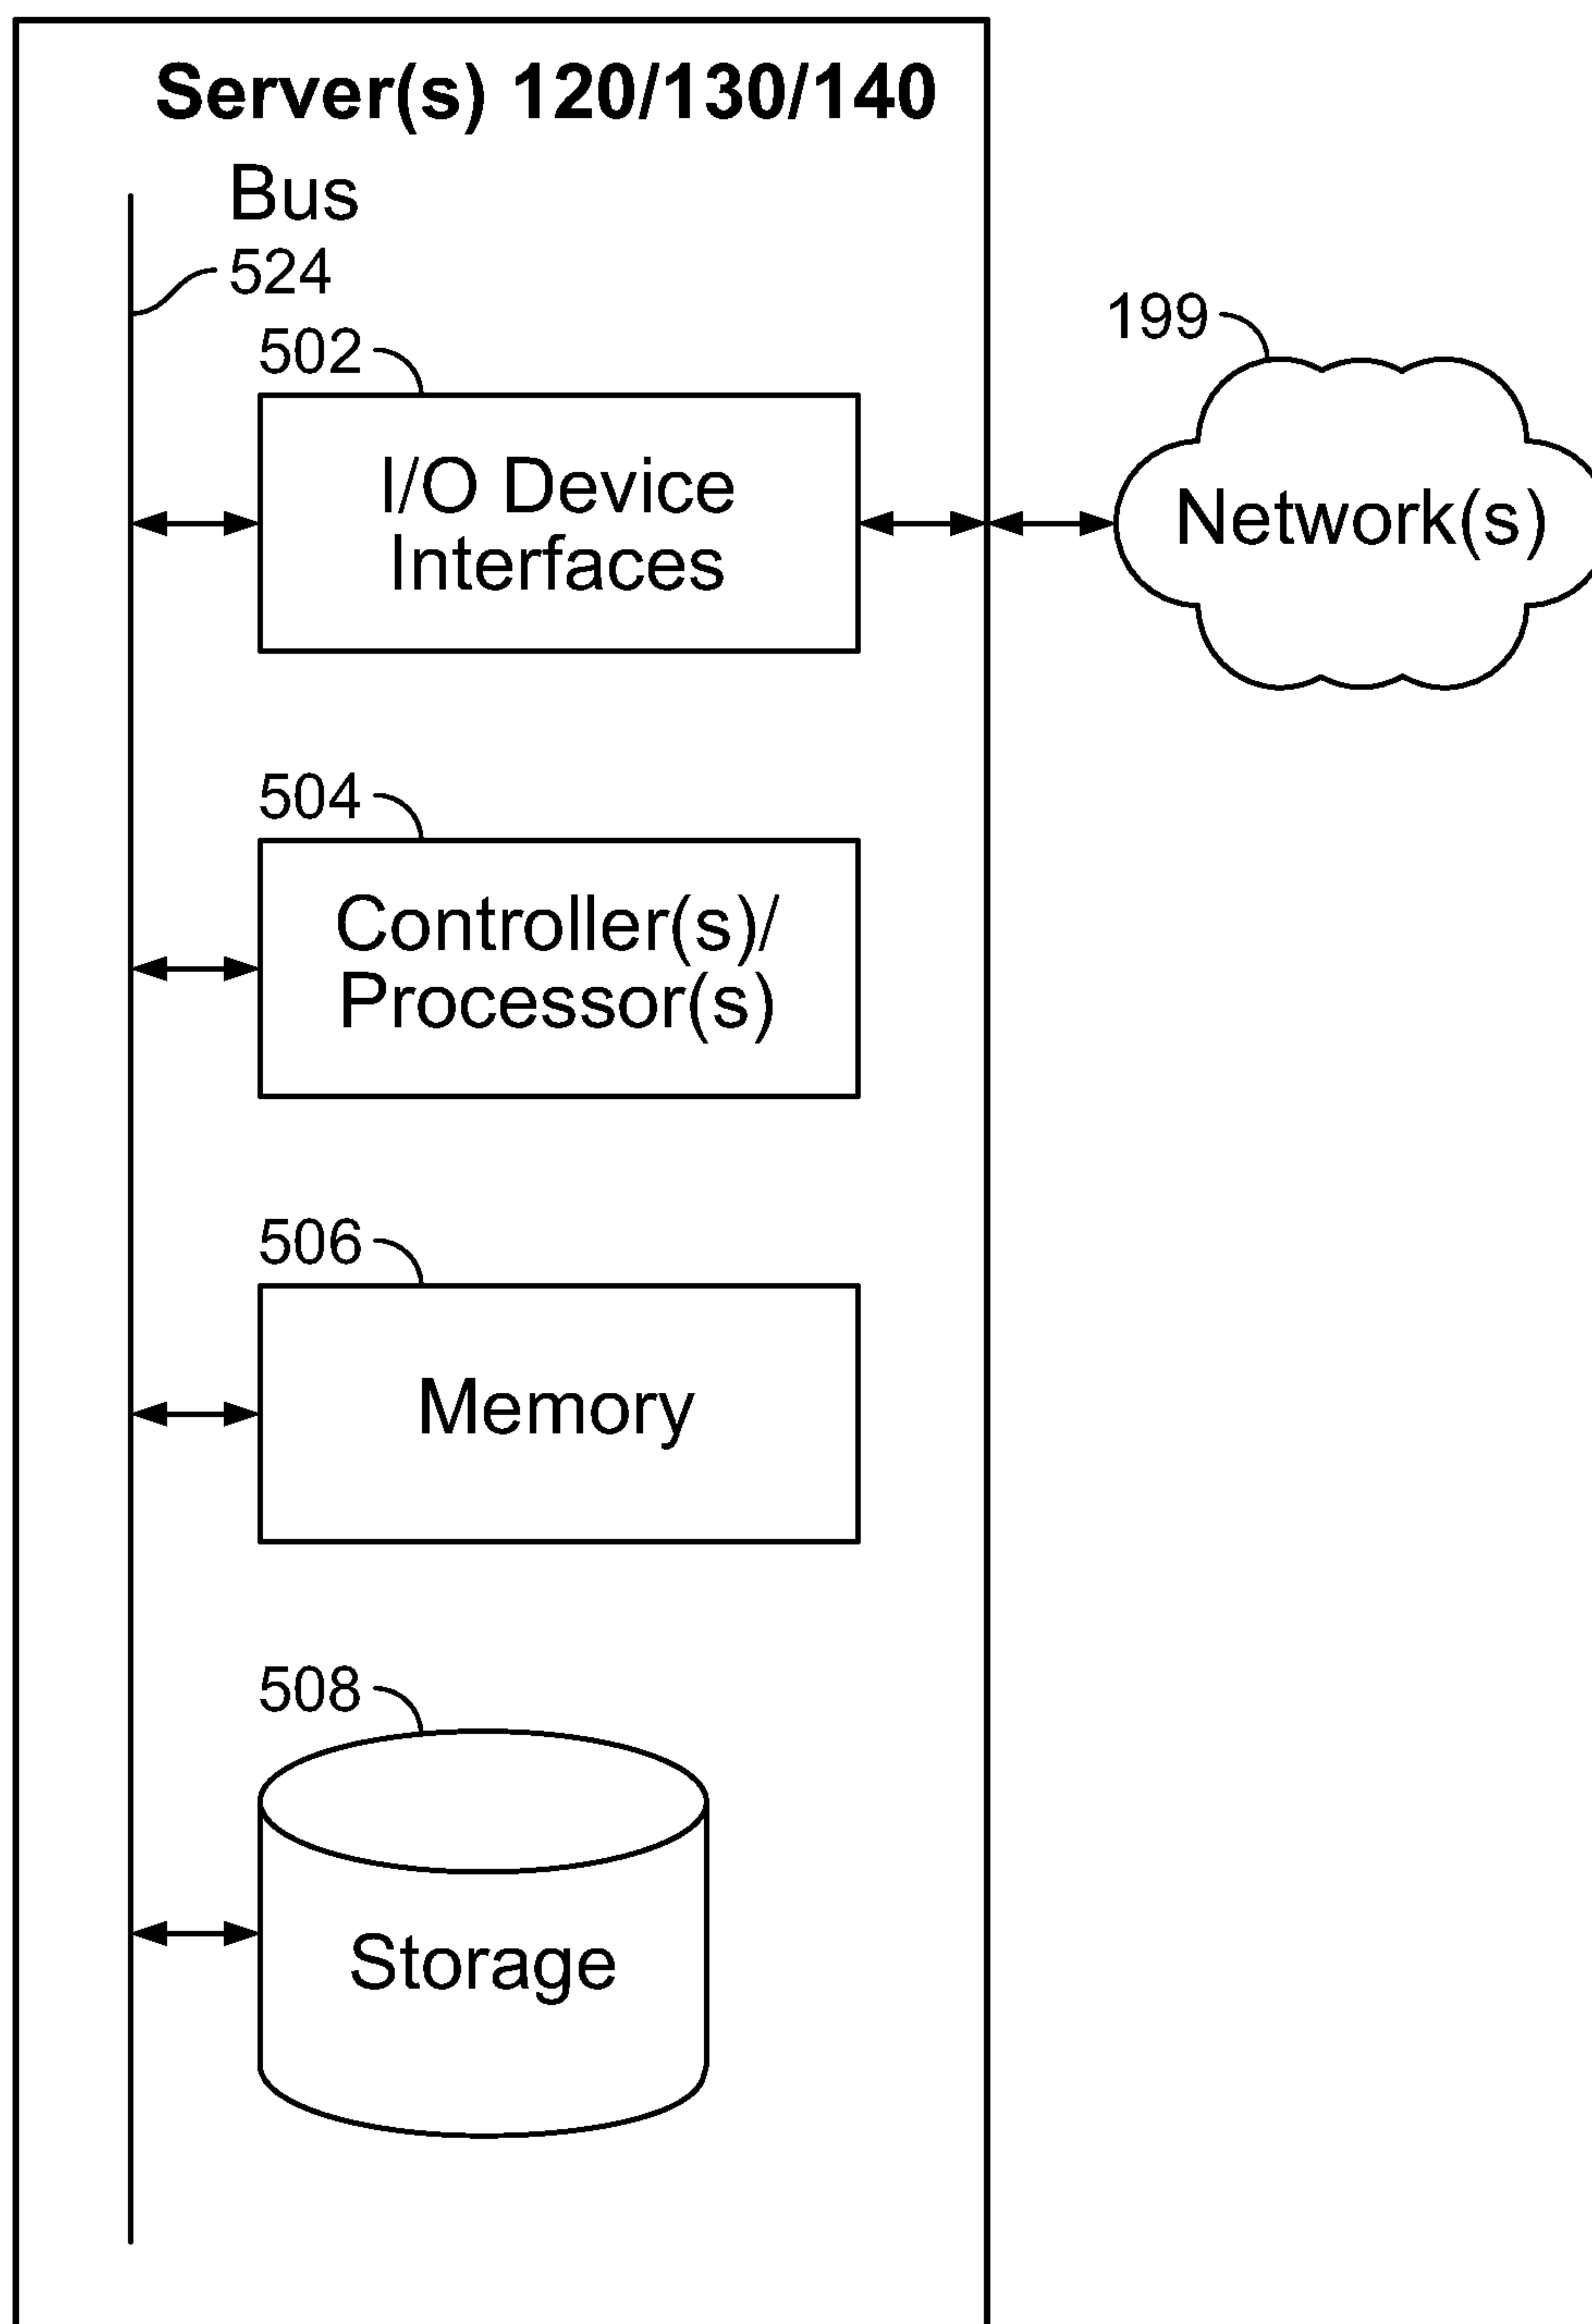 Server(s) 120/130/140
Bus
524
502
I/O Device
Interfaces
199
Network(s)
504
Controller(s)/
Processor(s)
506
Memory
508
Storage